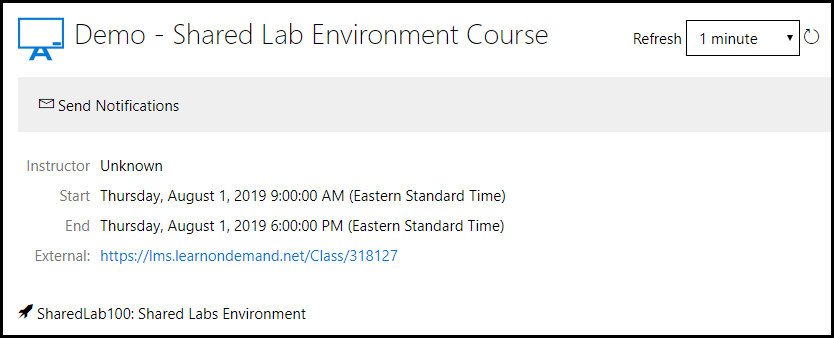 Demo - Shared Lab Environment Course
Refresh 1 minute
Send Notifications
Instructor Unknown
Start Thursday, August 1, 2019 9:00:00 AM (Eastern Standard Time)
End Thursday, August 1, 2019 6:00:00 PM (Eastern Standard Time)
External: https://lms.learnondemand.net/Class/318127
SharedLab100: Shared Labs Environment